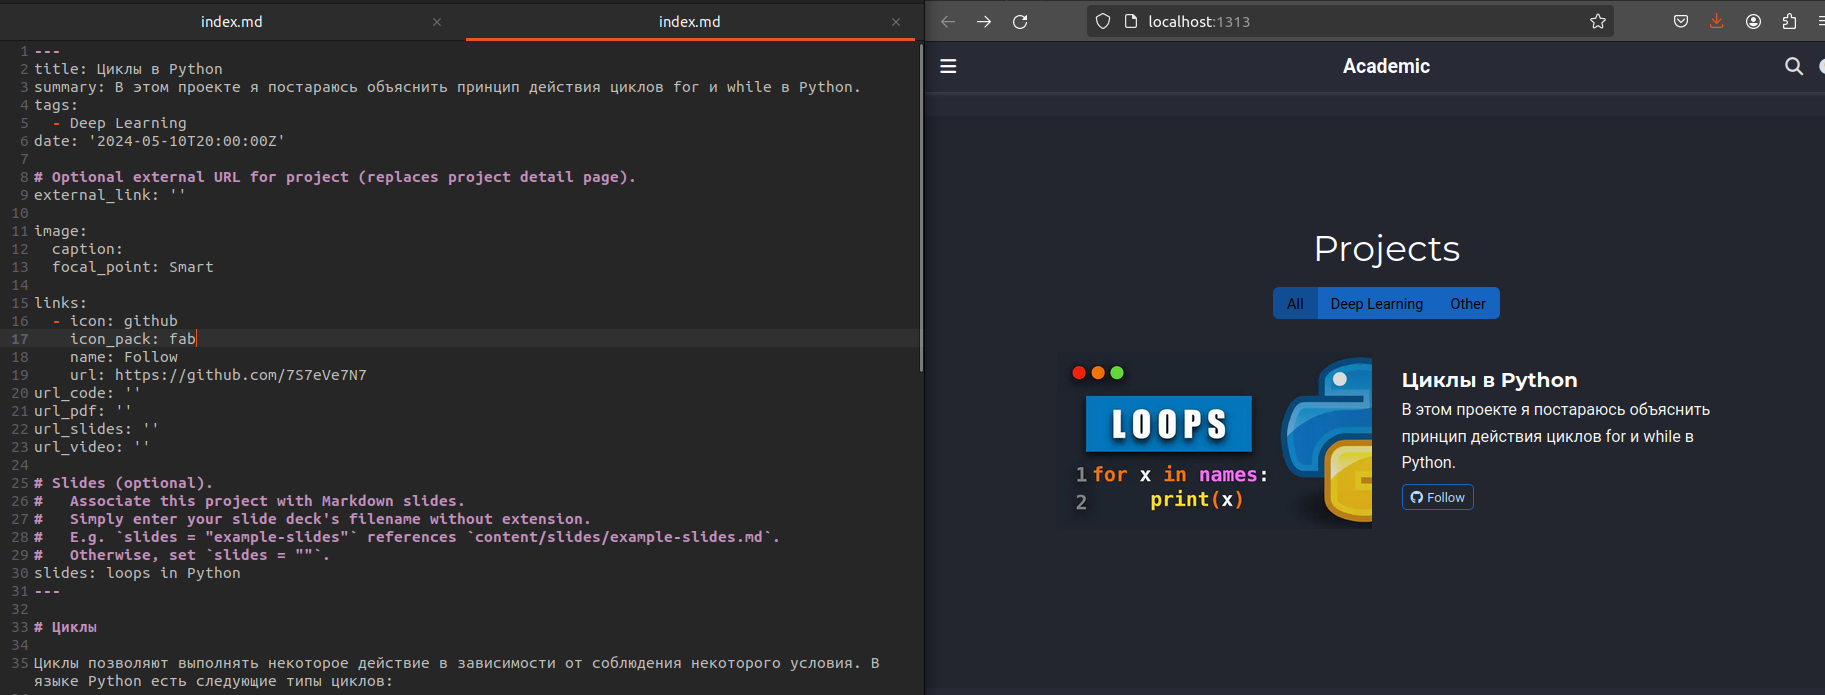 index.md
index.md
1 ---
2 title: Циклы в Python
3 summary: В этом проекте я постараюсь объяснить принцип действия циклов for и while в Python.
4 tags:
5   - Deep Learning
6 date: '2024-05-10T20:00:00Z'
7
8 # Optional external URL for project (replaces project detail page).
9 external_link: ''
10
11 image:
12   caption:
13   focal_point: Smart
14
15 links:
16   - icon: github
17     icon_pack: fab
18     name: Follow
19     url: https://github.com/7S7eVe7N7
20 url_code: ''
21 url_pdf: ''
22 url_slides: ''
23 url_video: ''
24
25 # Slides (optional).
26 #   Associate this project with Markdown slides.
27 #   Simply enter your slide deck's filename without extension.
28 #   E.g. `slides = "example-slides"` references `content/slides/example-slides.md`.
29 #   Otherwise, set `slides = ""`.
30 slides: loops in Python
31 ---
32
33 # Циклы
34
35 Циклы позволяют выполнять некоторое действие в зависимости от соблюдения некоторого условия. В
языке Python есть следующие типы циклов:
localhost:1313
Academic
Projects
All Deep Learning Other
LOOPS
1 for x in names:
2 print(x)
Циклы в Python
В этом проекте я постараюсь объяснить
принцип действия циклов for и while в
Python.
Follow